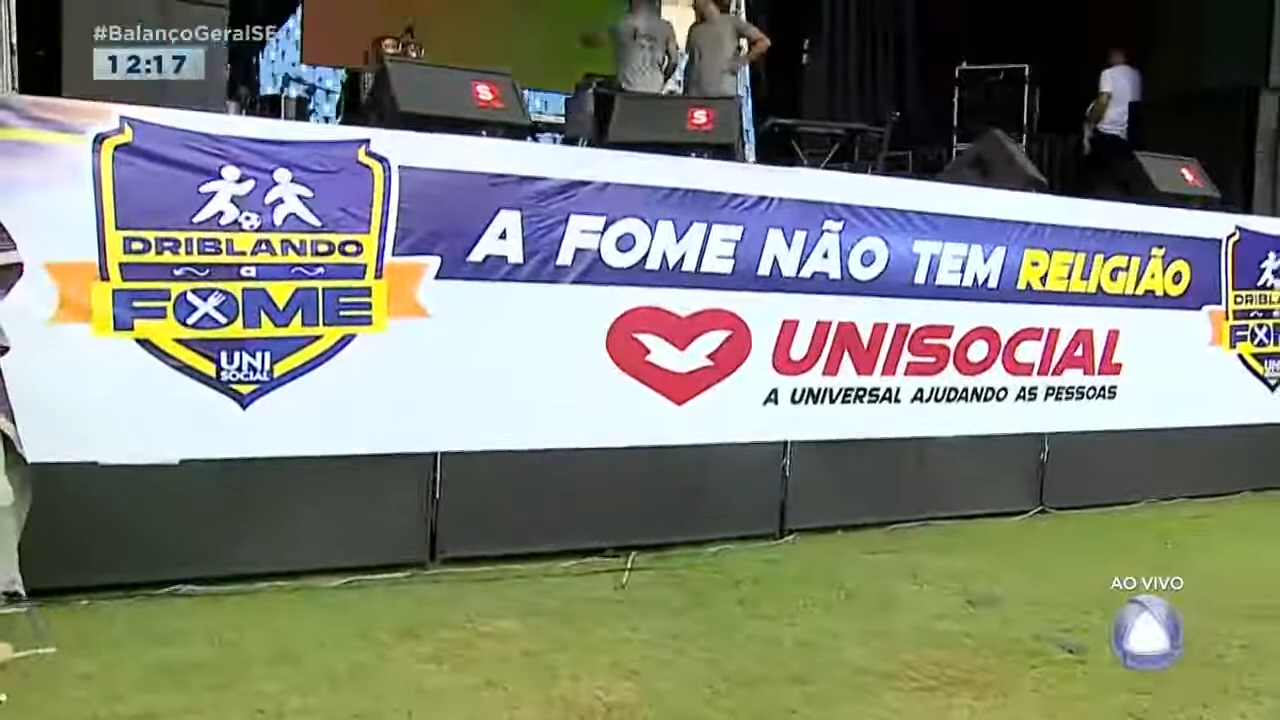 #BalançoGeralSE
12:17
S
S
DRIBLANDO
a
FOME
UNI
SOCIAL
A FOME NÃO TEM RELIGIÃO
UNISOCIAL
A UNIVERSAL AJUDANDO AS PESSOAS
AO VIVO